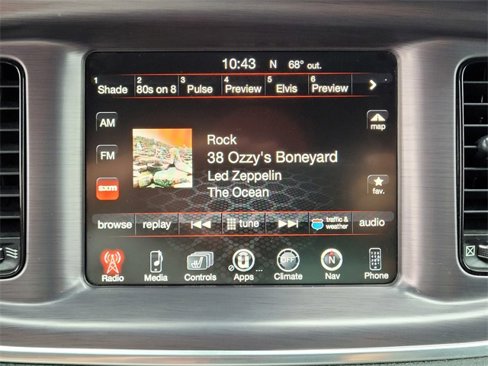 10:43 N 68° out.
1 2 3 4 5 6
Shade 80s on 8 Pulse Preview Elvis Preview
AM
map
Rock
38 Ozzy's Boneyard
FM
Led Zeppelin
The Ocean
sxm
fav.
browse replay tune traffic & weather audio
OFF N
Radio Media Controls Apps Climate Nav Phone